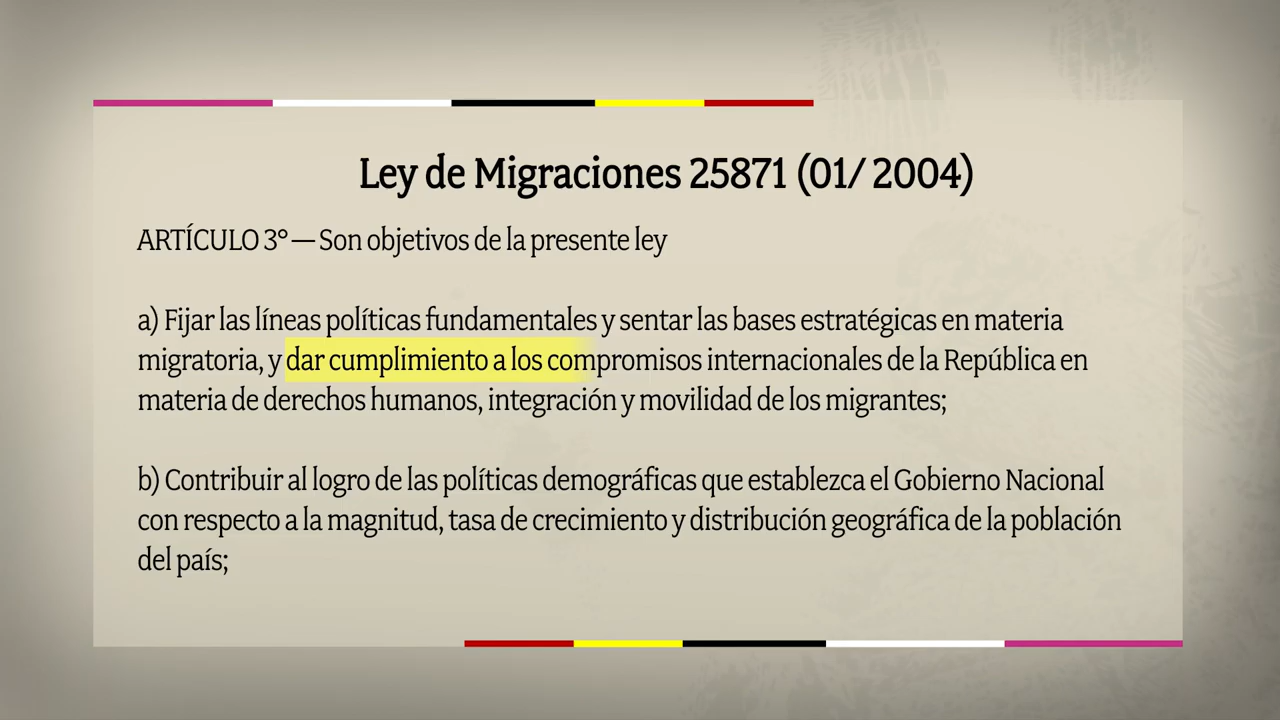 Ley de Migraciones 25871 (01/ 2004)
ARTÍCULO 3° — Son objetivos de la presente ley
a) Fijar las líneas políticas fundamentales y sentar las bases estratégicas en materia
migratoria, y dar cumplimiento a los compromisos internacionales de la República en
materia de derechos humanos, integración y movilidad de los migrantes;
b) Contribuir al logro de las políticas demográficas que establezca el Gobierno Nacional
con respecto a la magnitud, tasa de crecimiento y distribución geográfica de la población
del país;